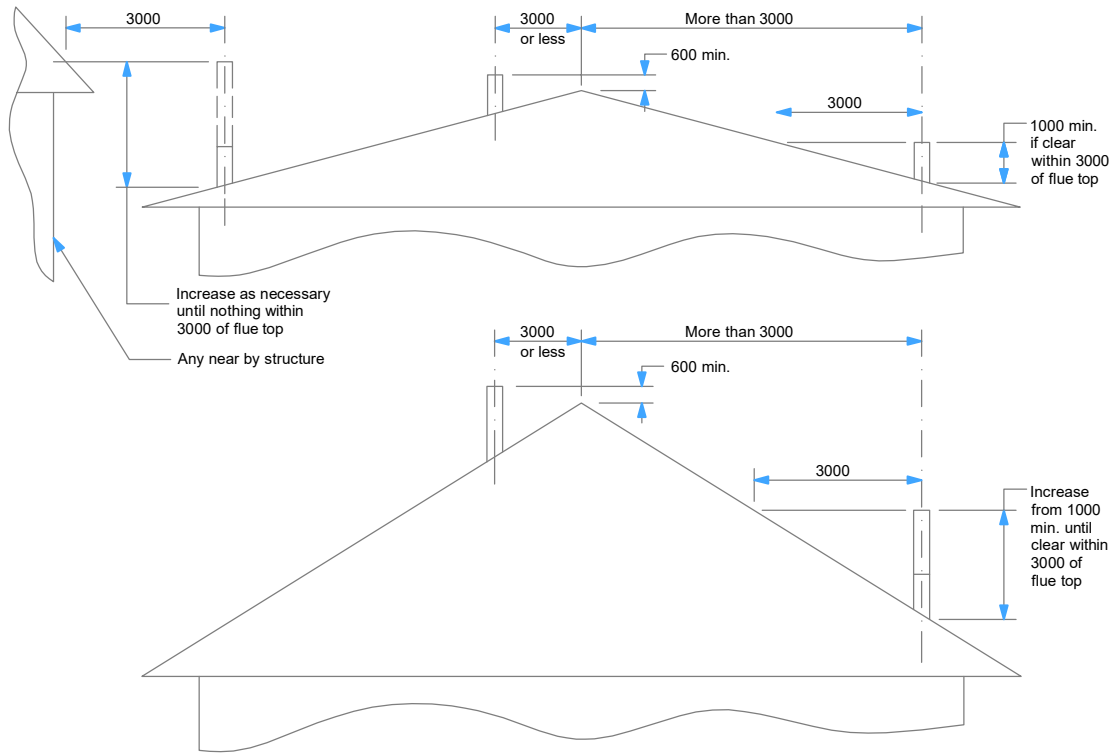 3000
3000
or less
More than 3000
600 min.
3000
1000 min.
if clear
within 3000
of flue top
Increase as necessary
until nothing within
3000 of flue top
Any near by structure
3000
or less
More than 3000
600 min.
3000
Increase
from 1000
min. until
clear within
3000 of
flue top